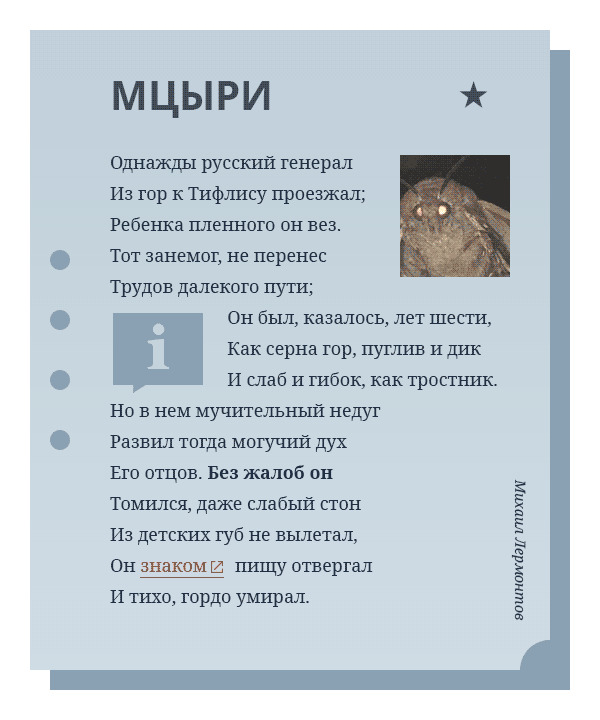 МЦЫРИ
Однажды русский генерал
Из гор к Тифлису проезжал;
Ребенка пленного он вез.
Тот занемог, не перенес
Трудов далекого пути;
Он был, казалось, лет шести,
Как серна гор, пуглив и дик
И слаб и гибок, как тростник.
Но в нем мучительный недуг
Развил тогда могучий дух
Его отцов. Без жалоб он
Томился, даже слабый стон
Из детских губ не вылетал,
Он знаком пищу отвергал
И тихо, гордо умирал.
Михаил Лермонтов